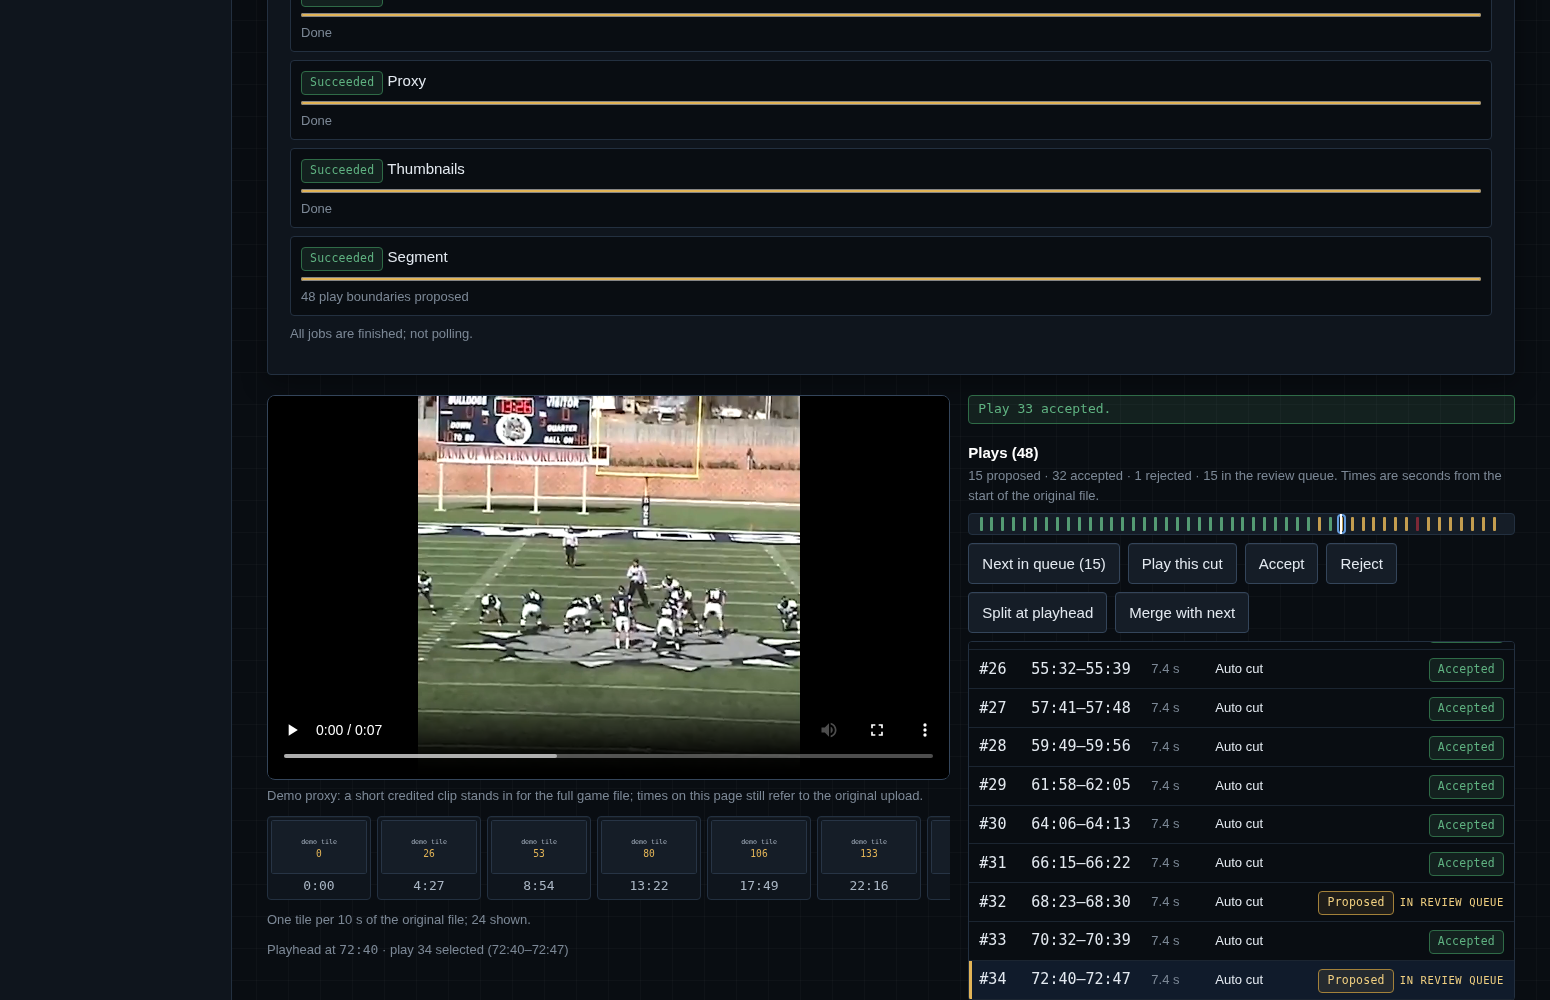 Done
Succeeded Proxy
Done
Succeeded Thumbnails
Done
Succeeded Segment
48 play boundaries proposed
All jobs are finished; not polling.
BULLDOGS 13:26 VISITOR
DOWN QUARTER
TO GO BALL ON
BANK OF WESTERN OKLAHOMA
0:00 / 0:07
Demo proxy: a short credited clip stands in for the full game file; times on this page still refer to the original upload.
demo tile demo tile demo tile demo tile demo tile demo tile
0 26 53 80 106 133
0:00 4:27 8:54 13:22 17:49 22:16
One tile per 10 s of the original file; 24 shown.
Playhead at 72:40 · play 34 selected (72:40–72:47)
Play 33 accepted.
Plays (48)
15 proposed · 32 accepted · 1 rejected · 15 in the review queue. Times are seconds from the
start of the original file.
Next in queue (15) Play this cut Accept Reject
Split at playhead Merge with next
#26 55:32–55:39 7.4 s Auto cut Accepted
#27 57:41–57:48 7.4 s Auto cut Accepted
#28 59:49–59:56 7.4 s Auto cut Accepted
#29 61:58–62:05 7.4 s Auto cut Accepted
#30 64:06–64:13 7.4 s Auto cut Accepted
#31 66:15–66:22 7.4 s Auto cut Accepted
#32 68:23–68:30 7.4 s Auto cut Proposed IN REVIEW QUEUE
#33 70:32–70:39 7.4 s Auto cut Accepted
#34 72:40–72:47 7.4 s Auto cut Proposed IN REVIEW QUEUE